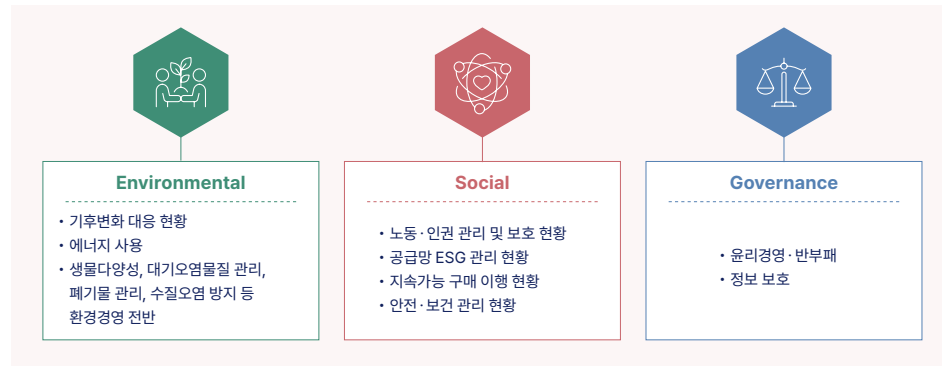 Environmental
• 기후변화 대응 현황
• 에너지 사용
• 생물다양성, 대기오염물질 관리,
폐기물 관리, 수질오염 방지 등
환경경영 전반
Social
• 노동·인권 관리 및 보호 현황
• 공급망 ESG 관리 현황
• 지속가능 구매 이행 현황
• 안전·보건 관리 현황
Governance
• 윤리경영·반부패
• 정보 보호